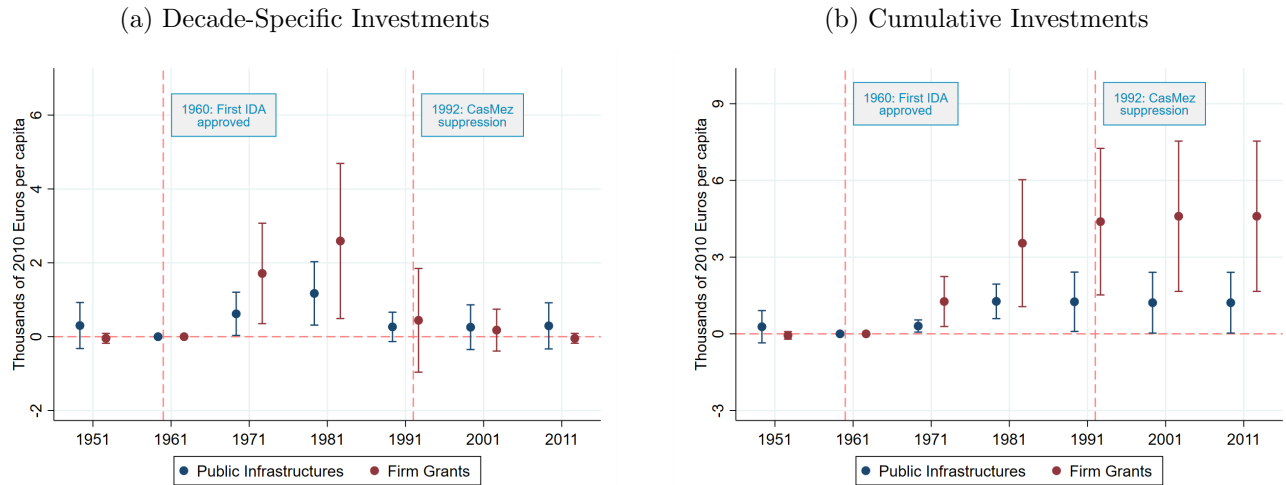 (a) Decade-Specific Investments
Thousands of 2010 Euros per capita
6
4
2
0
-2
1960: First IDA
approved
1992: CasMez
suppression
1951 1961 1971 1981 1991 2001 2011
Public Infrastructures Firm Grants
(b) Cumulative Investments
Thousands of 2010 Euros per capita
9
6
3
0
-3
1960: First IDA
approved
1992: CasMez
suppression
1951 1961 1971 1981 1991 2001 2011
Public Infrastructures Firm Grants